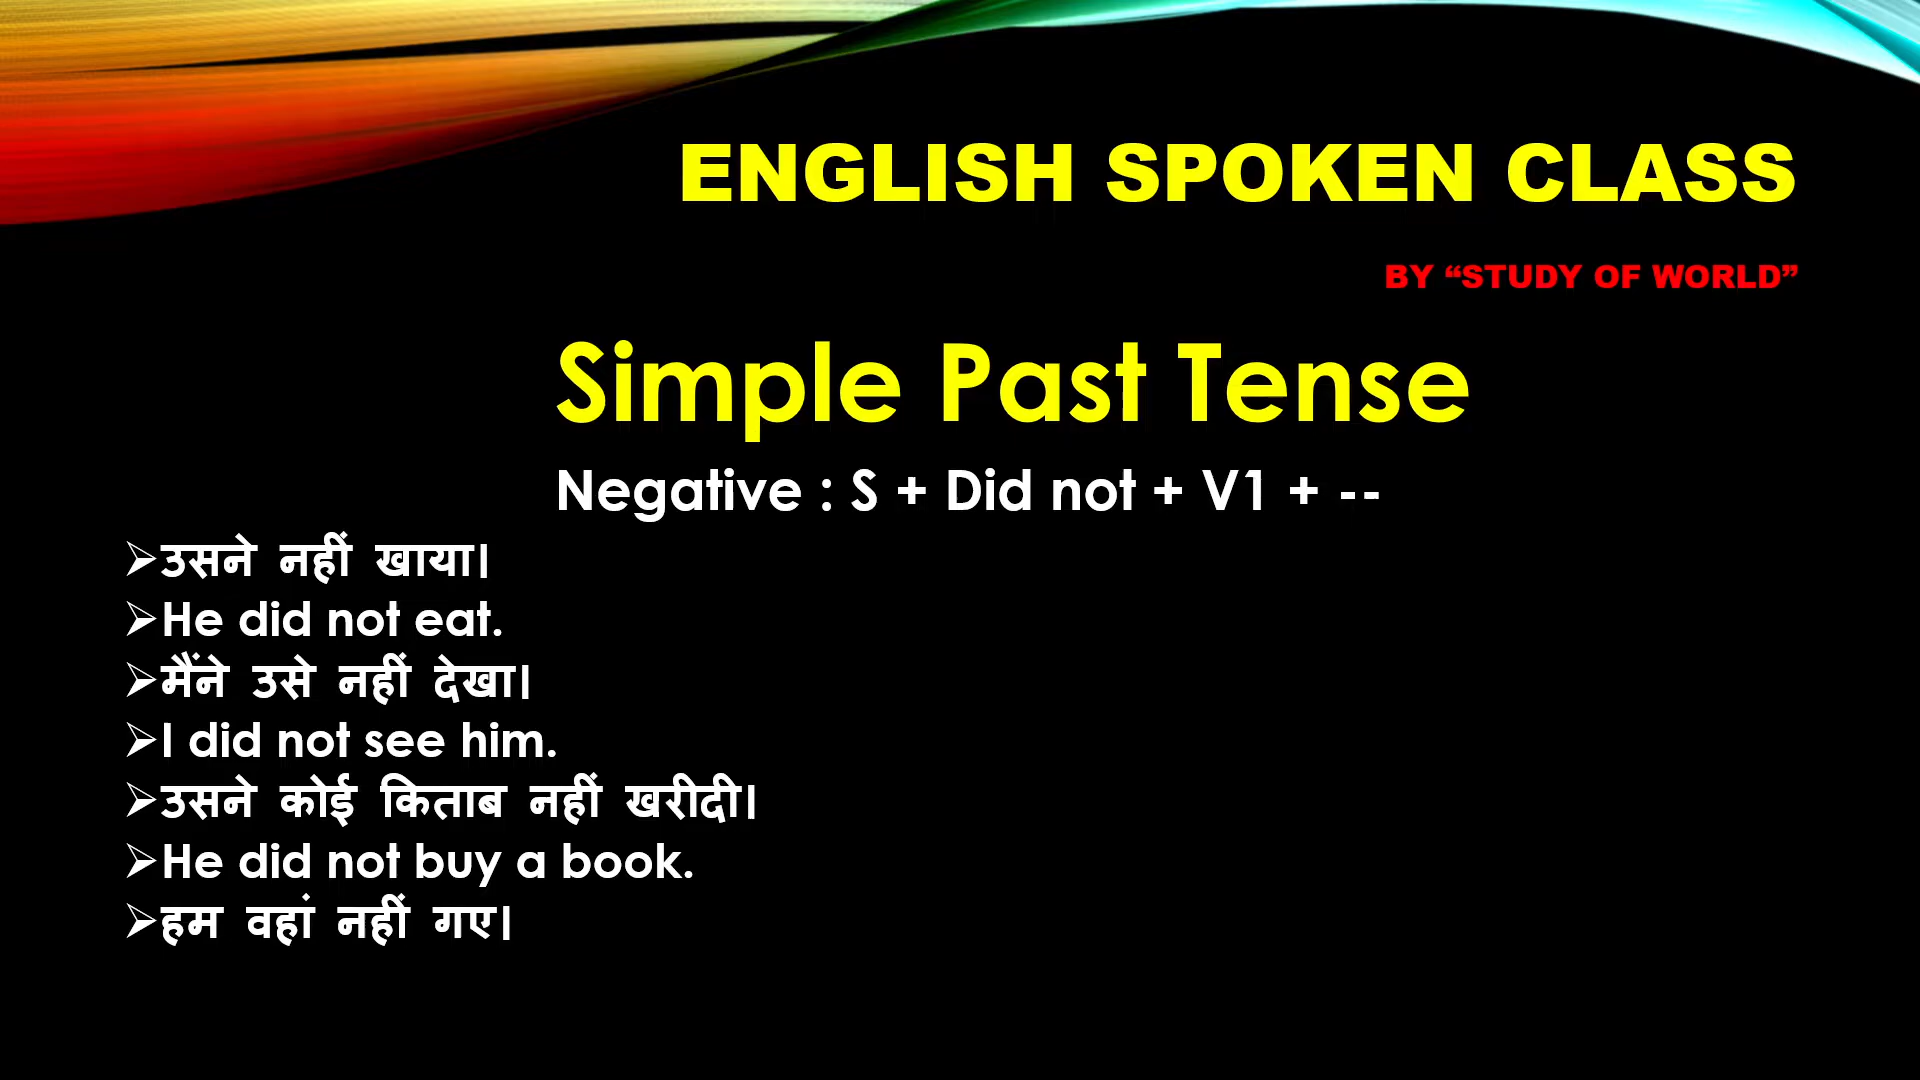 ENGLISH SPOKEN CLASS
BY “STUDY OF WORLD”
Simple Past Tense
Negative : S + Did not + V1 + --
➢उसने नहीं खाया।
➢He did not eat.
➢मैंने उसे नहीं देखा।
➢I did not see him.
➢उसने कोई किताब नहीं खरीदी।
➢He did not buy a book.
➢हम वहां नहीं गए।